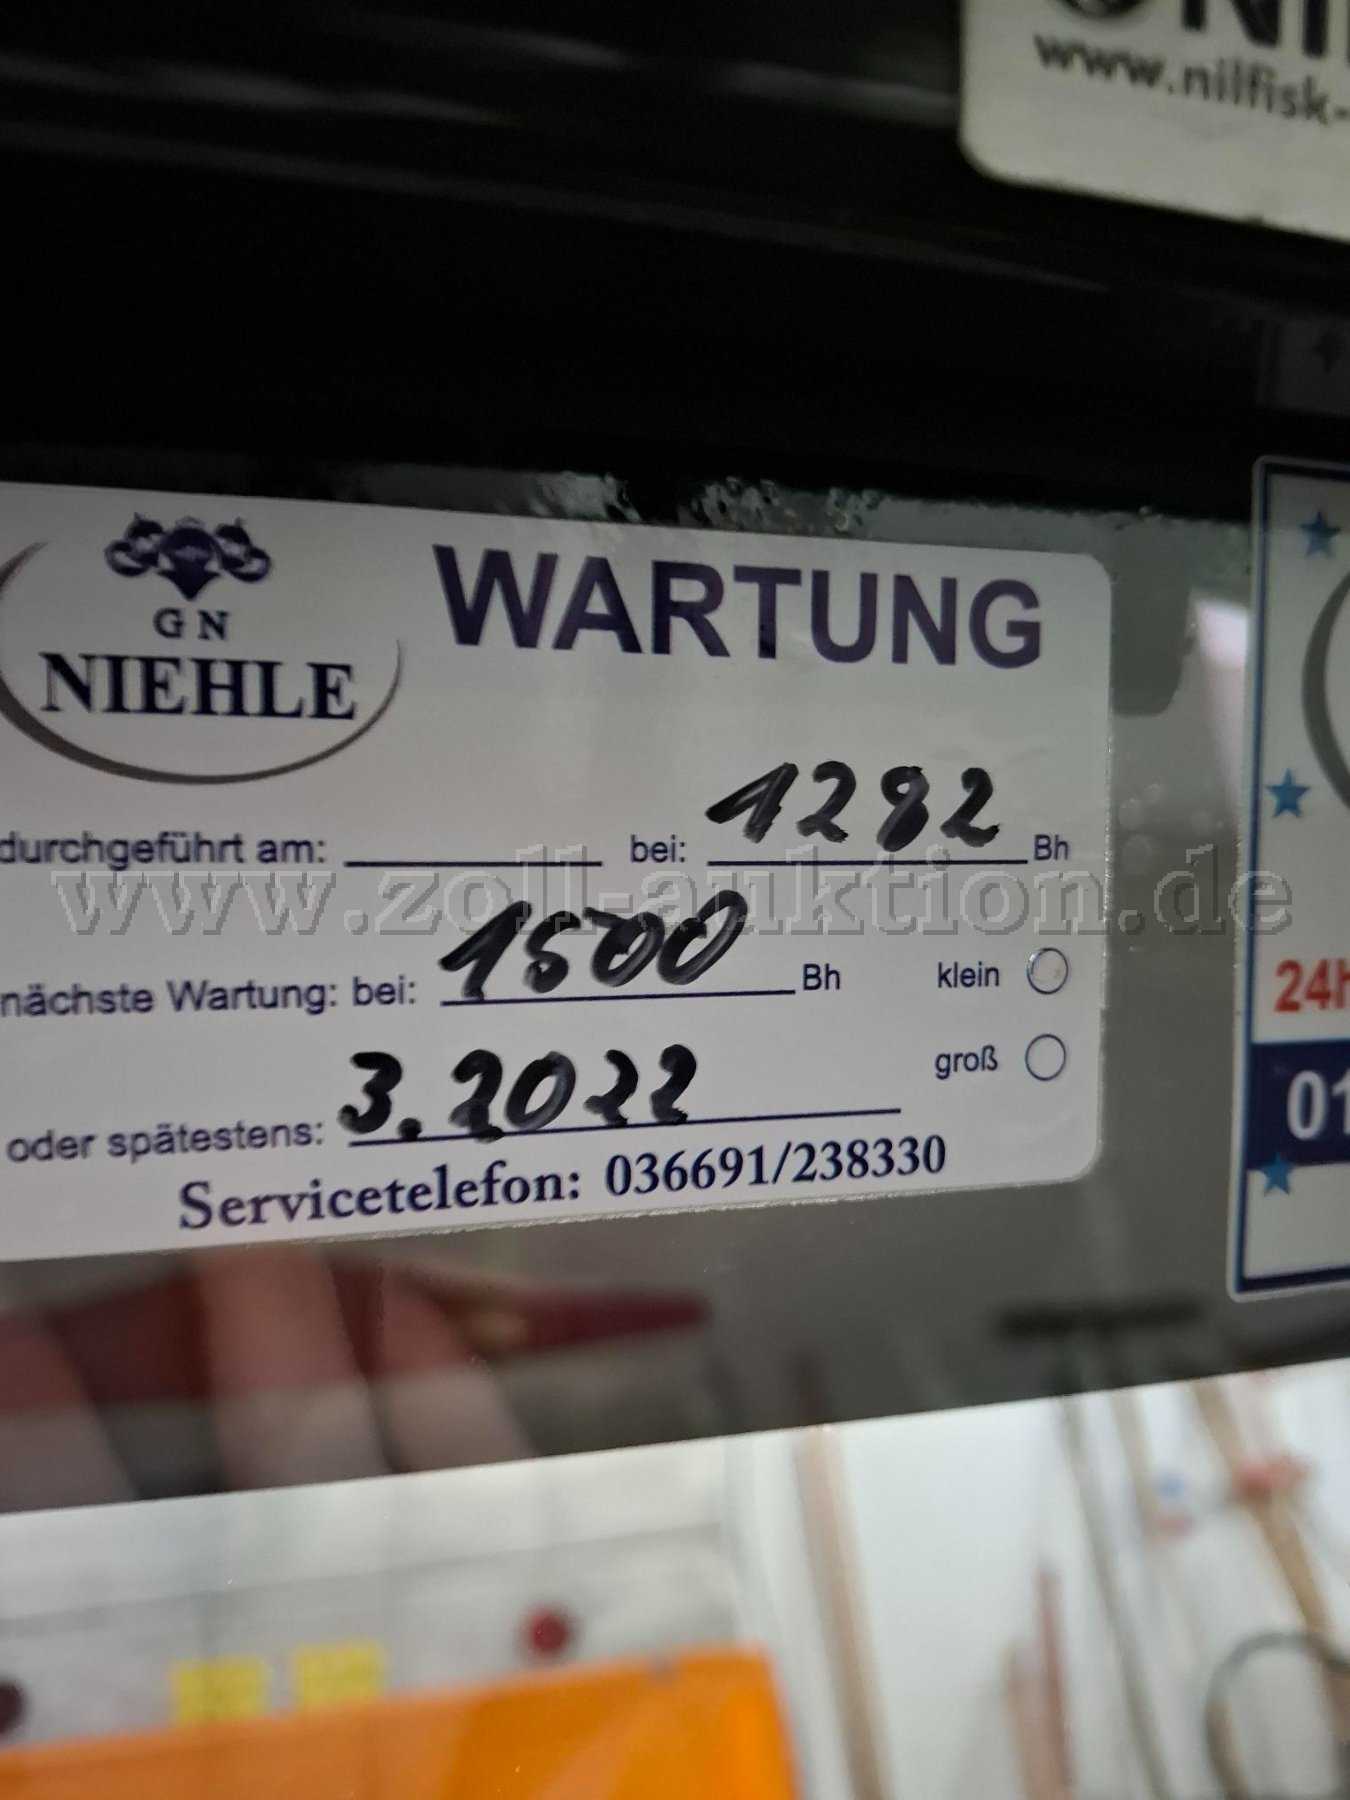 www.nilfisk-
GN
NIEHLE
WARTUNG
durchgeführt am: bei: 1282 Bh
www.zoll-auktion.de
nächste Wartung: bei: 1500 Bh klein
groß
oder spätestens: 3.2022
Servicetelefon: 036691/238330
24h
01